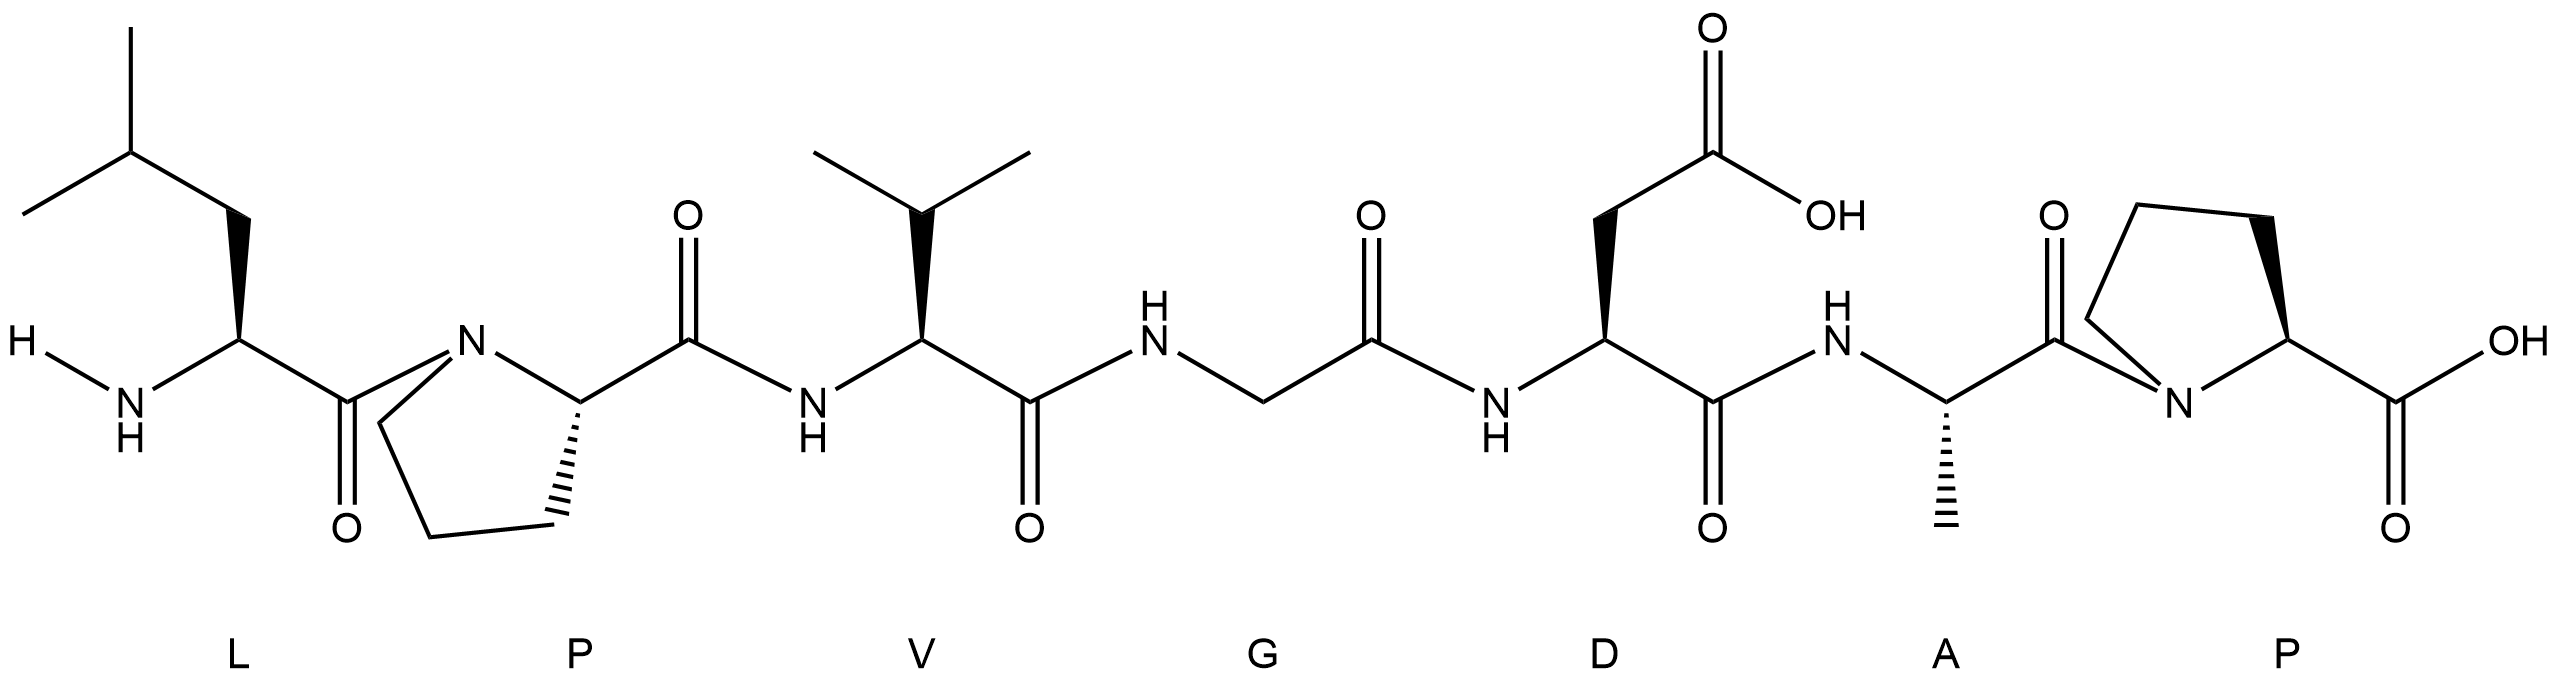 O
O O OH O
H N H N H N O OH
N H N H N H N
O O O O
L P V G D A P